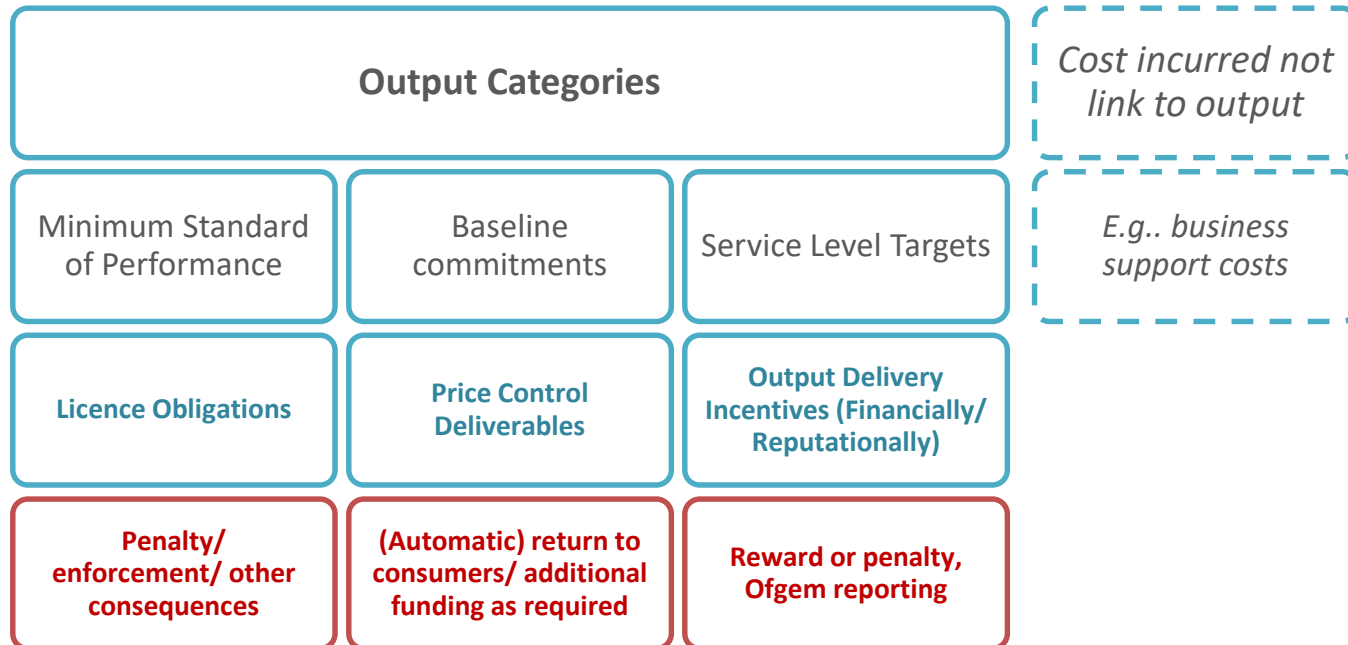 Output Categories
Cost incurred not
link to output
Minimum Standard
of Performance
Baseline
commitments
Service Level Targets
E.g.. business
support costs
Licence Obligations
Price Control
Deliverables
Output Delivery
Incentives (Financially/
Reputationally)
Penalty/
enforcement/ other
consequences
(Automatic) return to
consumers/ additional
funding as required
Reward or penalty,
Ofgem reporting